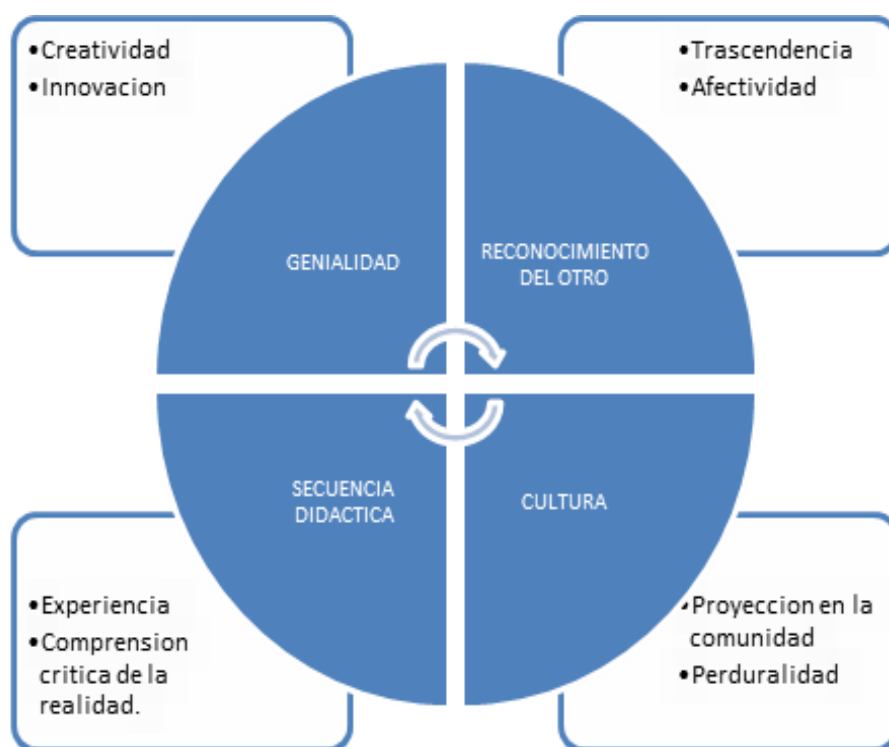 •Creatividad
•Innovacion
•Trascendencia
•Afectividad
GENIALIDAD
RECONOCIMIENTO
DEL OTRO
SECUENCIA
DIDACTICA
CULTURA
•Experiencia
•Comprension
critica de la
realidad.
•Proyeccion en la
comunidad
•Perduralidad